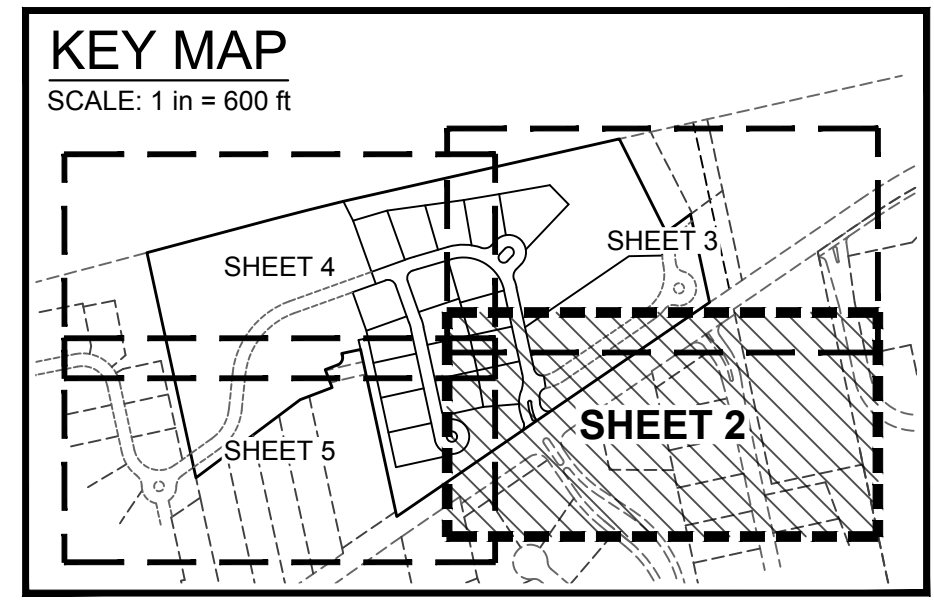 KEY MAP
SCALE: 1 in = 600 ft
SHEET 3
SHEET 4
SHEET 2
SHEET 5